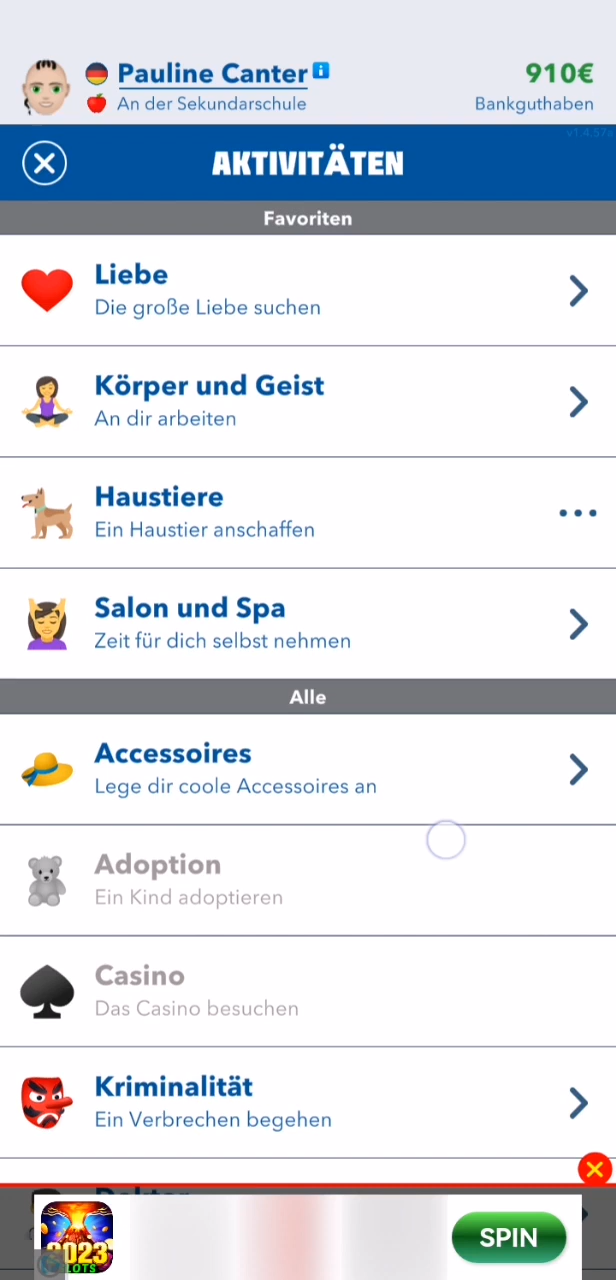 Pauline Canter
910€
An der Sekundarschule
Bankguthaben
v1.4.57a
AKTIVITÄTEN
Favoriten
Liebe
Die große Liebe suchen
Körper und Geist
An dir arbeiten
Haustiere
Ein Haustier anschaffen
Salon und Spa
Zeit für dich selbst nehmen
Alle
Accessoires
Lege dir coole Accessoires an
Adoption
Ein Kind adoptieren
Casino
Das Casino besuchen
Kriminalität
Ein Verbrechen begehen
2023
SLOTS
SPIN